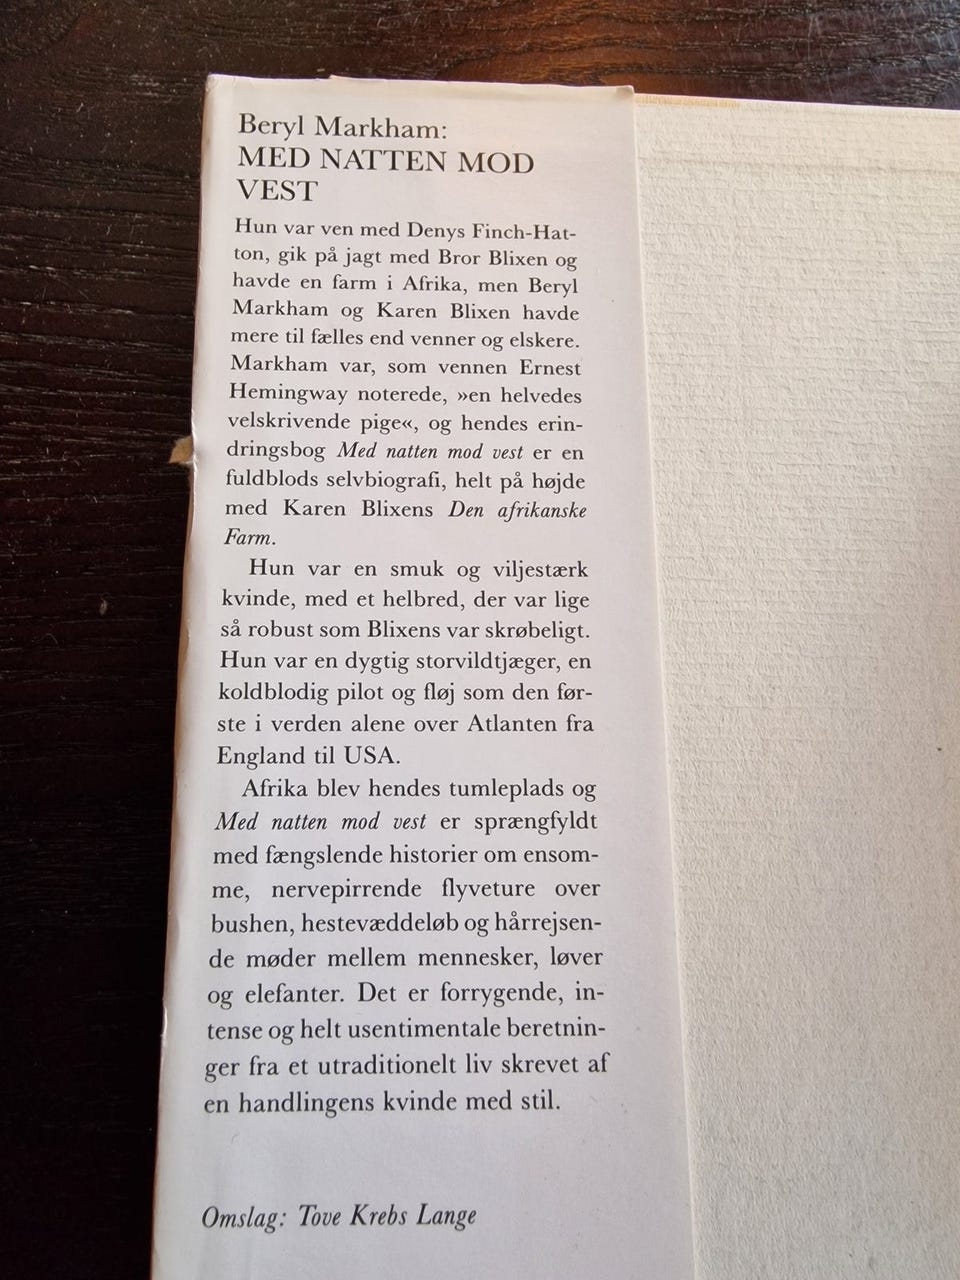 Beryl Markham:
MED NATTEN MOD
VEST
Hun var ven med Denys Finch-Hat-
ton, gik på jagt med Bror Blixen og
havde en farm i Afrika, men Beryl
Markham og Karen Blixen havde
mere til fælles end venner og elskere.
Markham var, som vennen Ernest
Hemingway noterede, »en helvedes
velskrivende pige«, og hendes erin-
dringsbog Med natten mod vest er en
fuldblods selvbiografi, helt på højde
med Karen Blixens Den afrikanske
Farm.
Hun var en smuk og viljestærk
kvinde, med et helbred, der var lige
så robust som Blixens var skrøbeligt.
Hun var en dygtig storvildtjæger, en
koldblodig pilot og fløj som den før-
ste i verden alene over Atlanten fra
England til USA.
Afrika blev hendes tumleplads og
Med natten mod vest er sprængfyldt
med fængslende historier om ensom-
me, nervepirrende flyveture over
bushen, hestevæddeløb og hårrejsen-
de møder mellem mennesker, løver
og elefanter. Det er forrygende, in-
tense og helt usentimentale beretnin-
ger fra et utraditionelt liv skrevet af
en handlingens kvinde med stil.
Omslag: Tove Krebs Lange